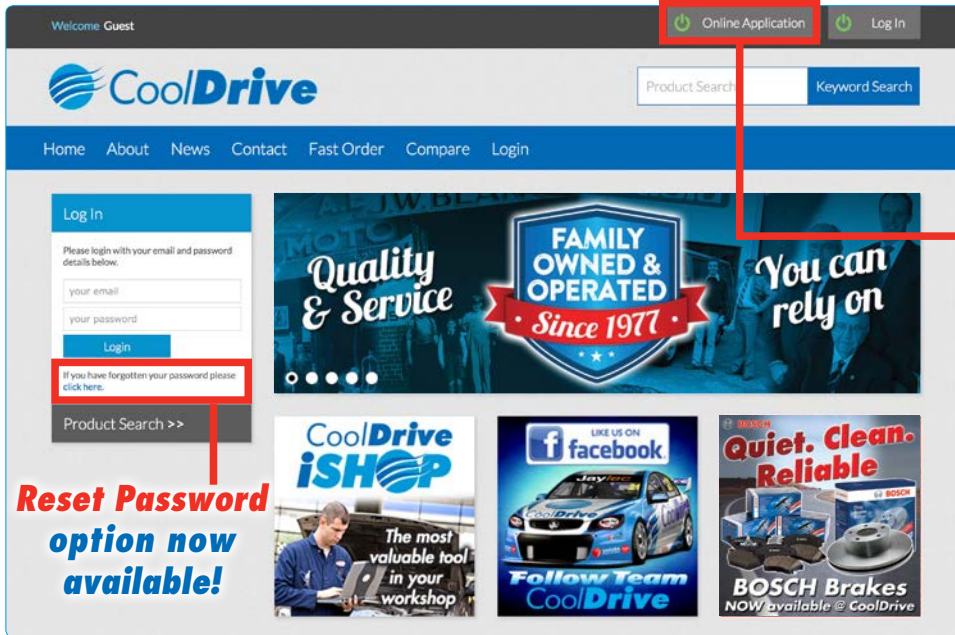 Welcome Guest
Online Application
Log In
CoolDrive
Product Search
Keyword Search
Home About News Contact Fast Order Compare Login
Log In
Please login with your email and password
details below.
your email
your password
Login
If you have forgotten your password please
click here.
Product Search >>
MOTO
Quality
& Service
FAMILY
OWNED &
OPERATED
Since 1977
You can
rely on
Reset Password
option now
available!
CoolDrive
iSHOP
The most
valuable tool
in your
workshop
LIKE US ON
facebook
Jaylec
CoolDrive
Follow Team
CoolDrive
BOSCH
Quiet. Clean.
Reliable
BOSCH
BOSCH Brakes
NOW available @ CoolDrive